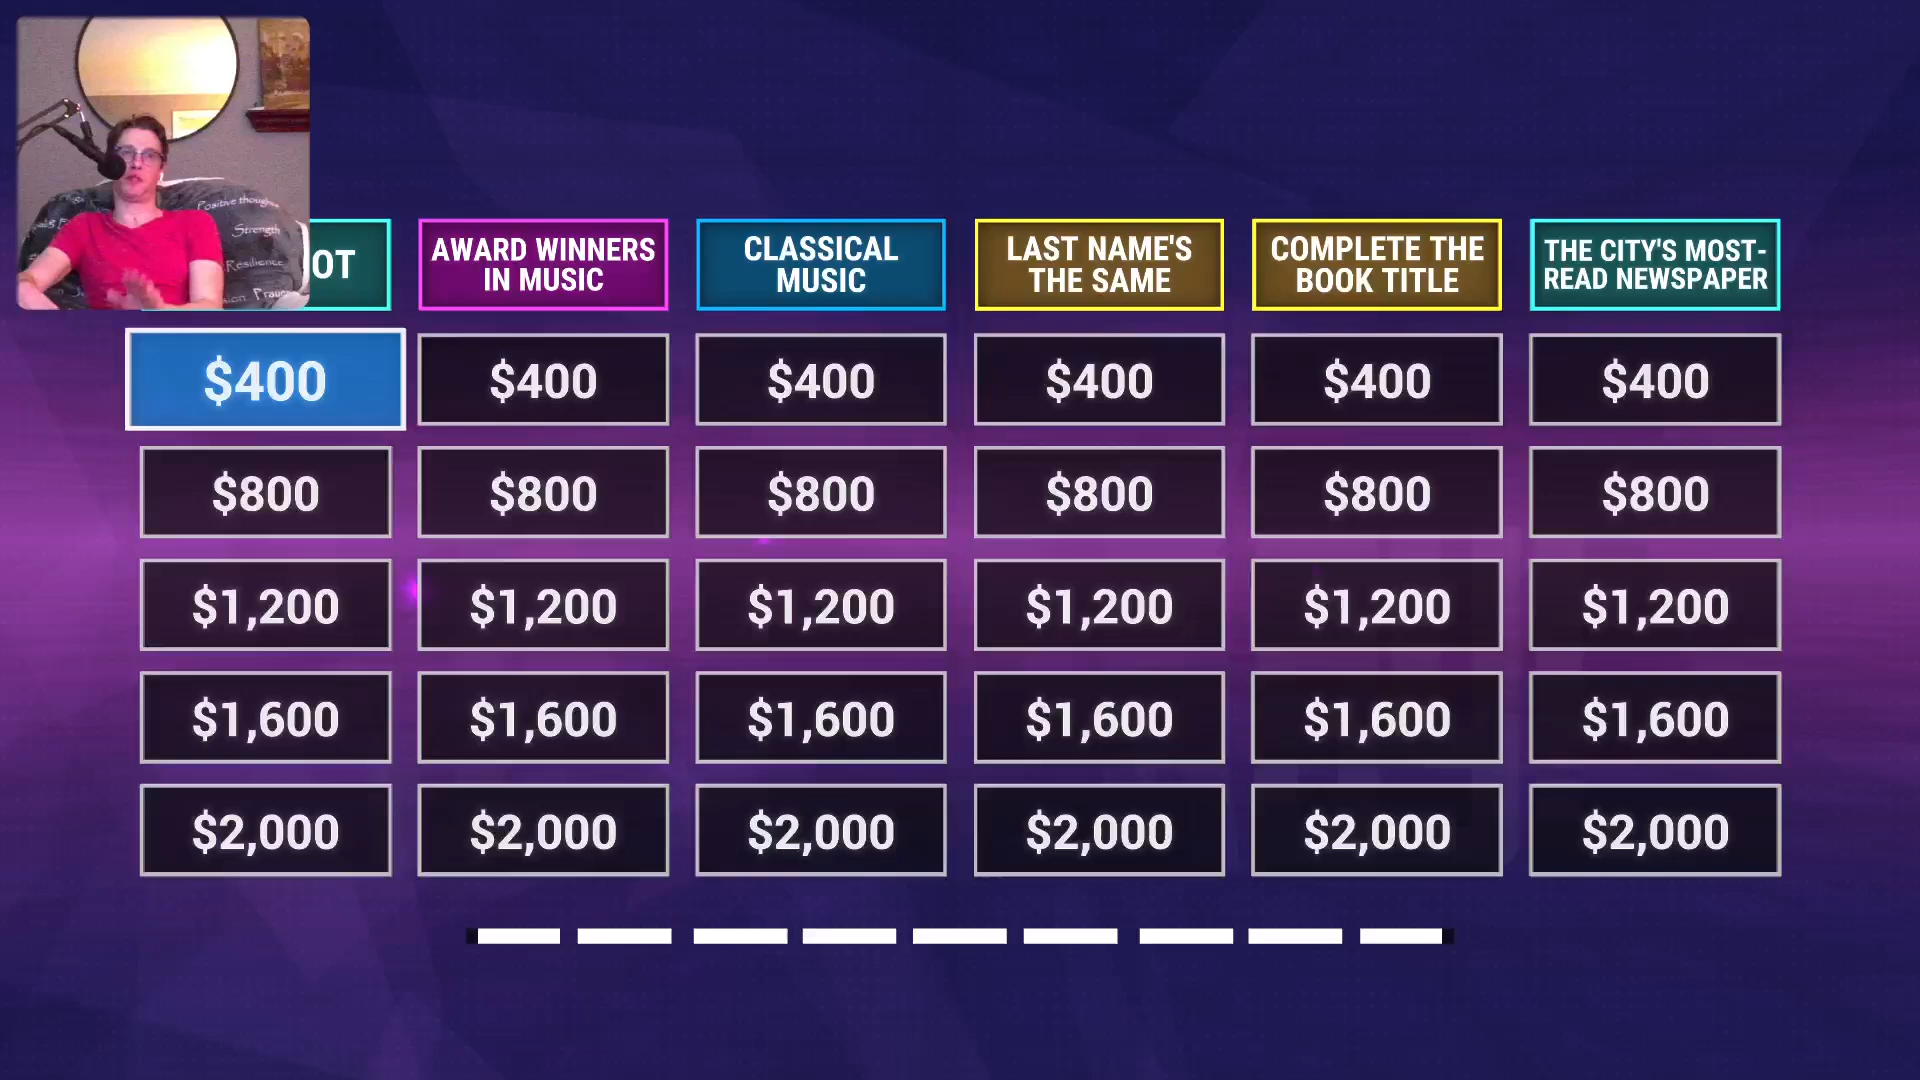 Positive though
Strength
Resilience
OT
AWARD WINNERS
IN MUSIC
CLASSICAL
MUSIC
LAST NAME'S
THE SAME
COMPLETE THE
BOOK TITLE
THE CITY'S MOST-
READ NEWSPAPER
$400 $400 $400 $400 $400 $400
$800 $800 $800 $800 $800 $800
$1,200 $1,200 $1,200 $1,200 $1,200 $1,200
$1,600 $1,600 $1,600 $1,600 $1,600 $1,600
$2,000 $2,000 $2,000 $2,000 $2,000 $2,000